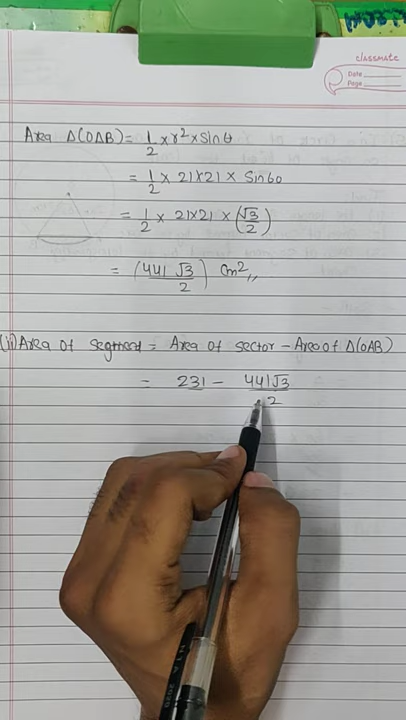 classmate
Date
Page
Area Δ(OAB) = 1/2 × r² × Sinθ
= 1/2 × 21×21 × Sin60
= 1/2 × 21×21 × (√3/2)
= (441√3/2) Cm²,,
(ii) Area of segment = Area of sector - Area of Δ(OAB)
= 231 - 441√3/2